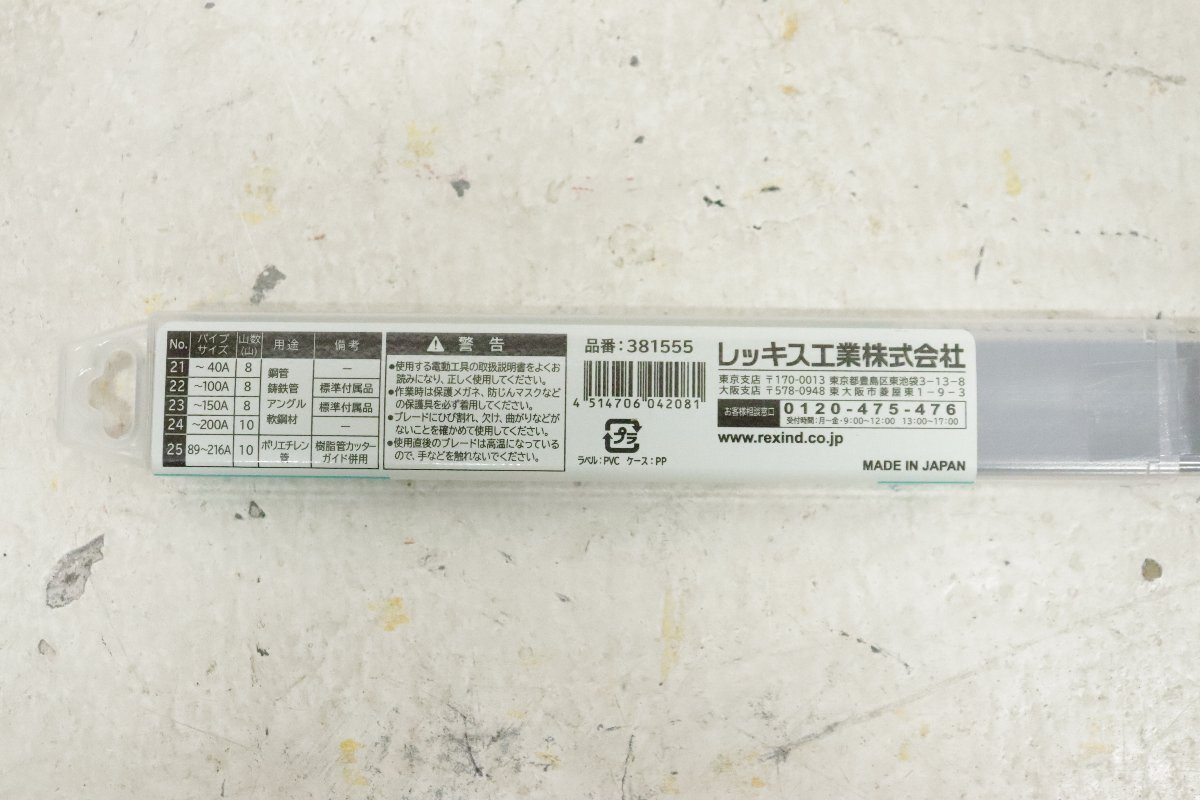 No. パイプサイズ 山数(山) 用途 備考
21 ～40A 8 鋼管 ―
22 ～100A 8 鋳鉄管 標準付属品
23 ～150A 8 アングル 標準付属品
24 ～200A 10 軟鋼材 ―
25 89～216A 10 ポリエチレン管 樹脂管カッターガイド併用
警告
●使用する電動工具の取扱説明書をよくお
読みになり、正しく使用してください。
●作業時は保護メガネ、防じんマスクなど
の保護具を必ず着用してください。
●ブレードにひび割れ、欠け、曲がりなどが
ないことを確かめて使用してください。
●使用直後のブレードは高温になっている
ので、手などを触れないでください。
品番:381555
4 514706 042081
プラ
ラベル:PVC ケース:PP
レッキス工業株式会社
東京支店 〒170-0013 東京都豊島区東池袋3-13-8
大阪支店 〒578-0948 東大阪市菱屋東1-9-3
お客様相談窓口 0120-475-476
受付時間:月～金・9:00～12:00 13:00～17:00
www.rexind.co.jp
MADE IN JAPAN